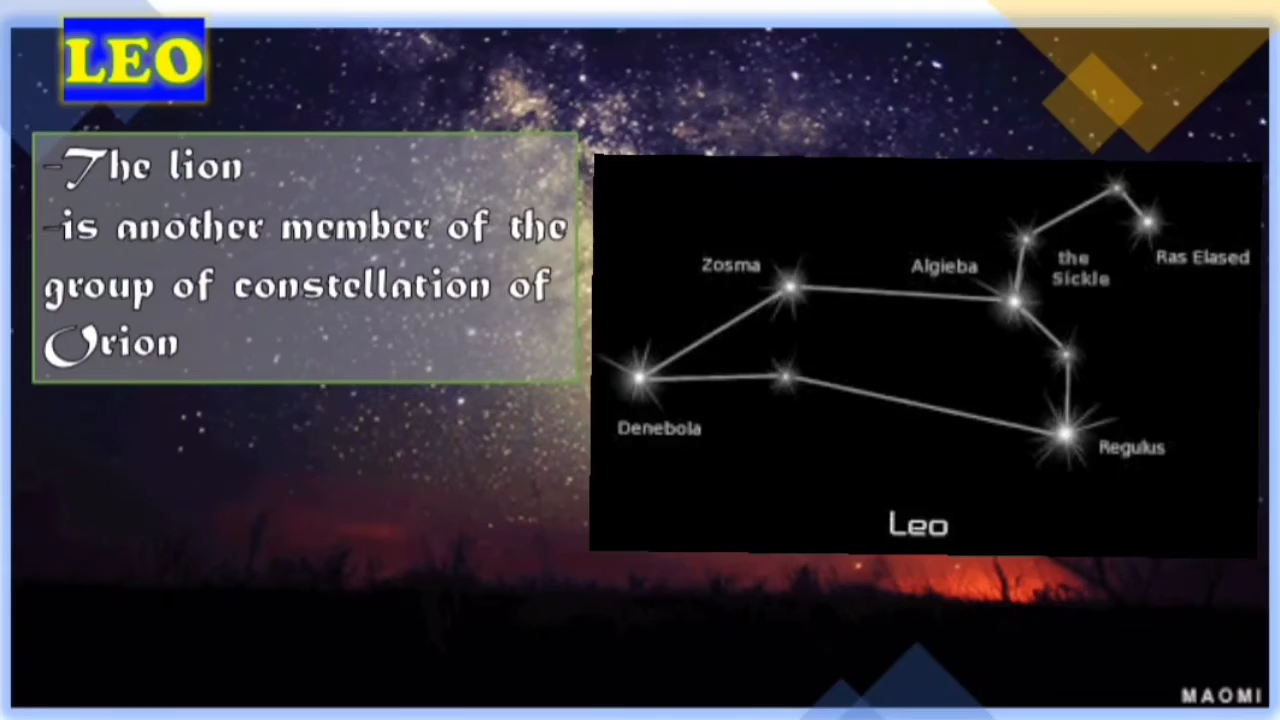 LEO
-The lion
-is another member of the
group of constellation of
Orion
Zosma
Algieba
the
Sickle
Ras Elased
Denebola
Regulus
Leo
MAOMI